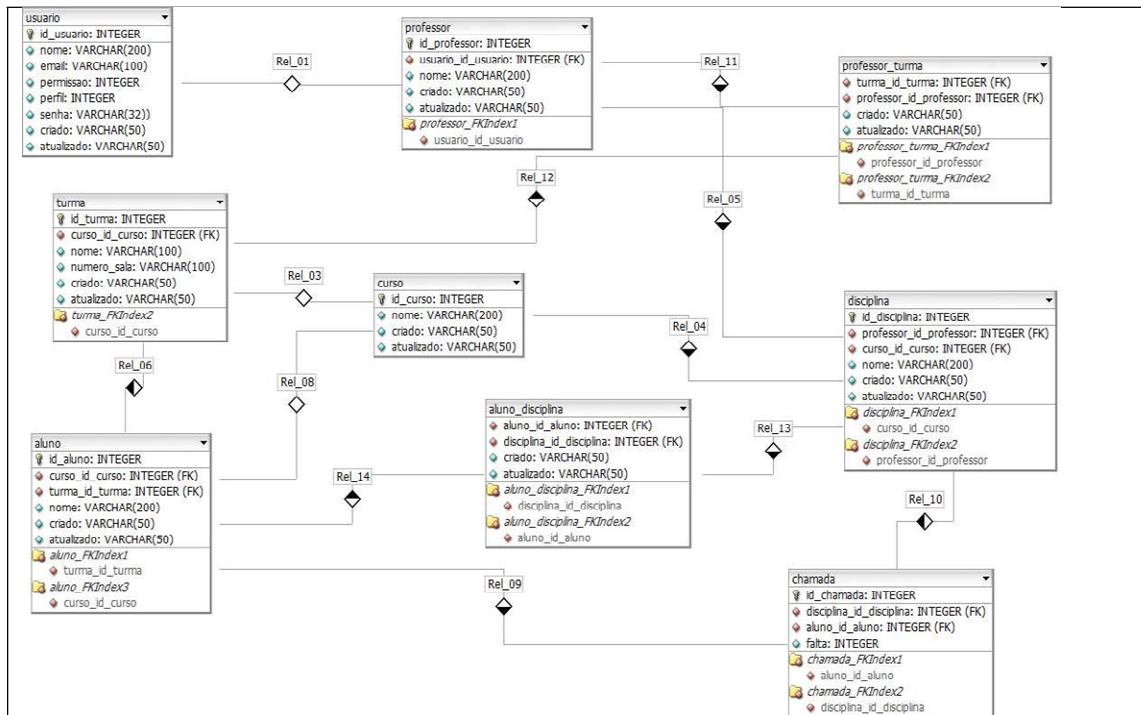 usuario
id_usuario: INTEGER
nome: VARCHAR(200)
email: VARCHAR(100)
permissao: INTEGER
perfil: INTEGER
senha: VARCHAR(32))
criado: VARCHAR(50)
atualizado: VARCHAR(50)
Rel_01
professor
id_professor: INTEGER
usuario_id_usuario: INTEGER (FK)
nome: VARCHAR(200)
criado: VARCHAR(50)
atualizado: VARCHAR(50)
professor_FKIndex1
usuario_id_usuario
Rel_11
professor_turma
turma_id_turma: INTEGER (FK)
professor_id_professor: INTEGER (FK)
criado: VARCHAR(50)
atualizado: VARCHAR(50)
professor_turma_FKIndex1
professor_id_professor
professor_turma_FKIndex2
turma_id_turma
Rel_12
Rel_05
turma
id_turma: INTEGER
curso_id_curso: INTEGER (FK)
nome: VARCHAR(100)
numero_sala: VARCHAR(100)
criado: VARCHAR(50)
atualizado: VARCHAR(50)
turma_FKIndex2
curso_id_curso
Rel_03
curso
id_curso: INTEGER
nome: VARCHAR(200)
criado: VARCHAR(50)
atualizado: VARCHAR(50)
Rel_04
disciplina
id_disciplina: INTEGER
professor_id_professor: INTEGER (FK)
curso_id_curso: INTEGER (FK)
nome: VARCHAR(200)
criado: VARCHAR(50)
atualizado: VARCHAR(50)
disciplina_FKIndex1
curso_id_curso
disciplina_FKIndex2
professor_id_professor
Rel_06
Rel_08
aluno
id_aluno: INTEGER
curso_id_curso: INTEGER (FK)
turma_id_turma: INTEGER (FK)
nome: VARCHAR(200)
criado: VARCHAR(50)
atualizado: VARCHAR(50)
aluno_FKIndex1
turma_id_turma
aluno_FKIndex3
curso_id_curso
Rel_14
aluno_disciplina
aluno_id_aluno: INTEGER (FK)
disciplina_id_disciplina: INTEGER (FK)
criado: VARCHAR(50)
atualizado: VARCHAR(50)
aluno_disciplina_FKIndex1
disciplina_id_disciplina
aluno_disciplina_FKIndex2
aluno_id_aluno
Rel_13
Rel_10
Rel_09
chamada
id_chamada: INTEGER
disciplina_id_disciplina: INTEGER (FK)
aluno_id_aluno: INTEGER (FK)
falta: INTEGER
chamada_FKIndex1
aluno_id_aluno
chamada_FKIndex2
disciplina_id_disciplina